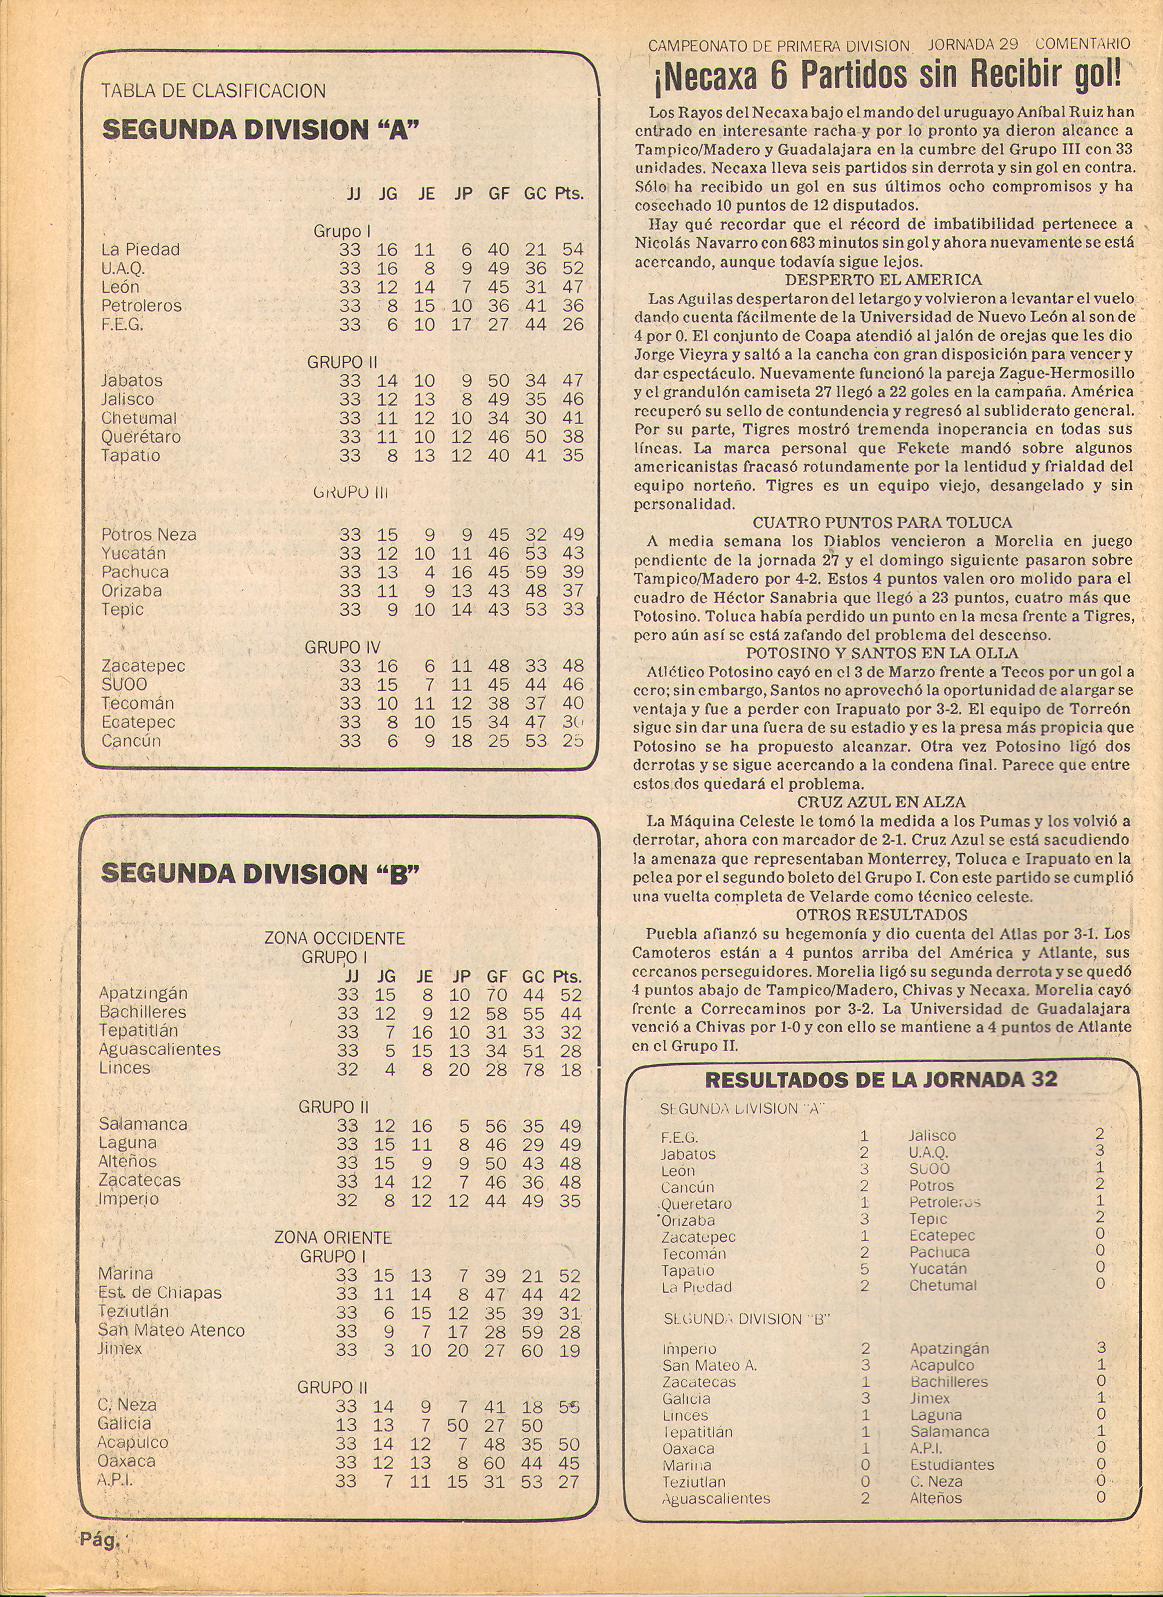 TABLA DE CLASIFICACION
SEGUNDA DIVISION "A"
JJ JG JE JP GF GC Pts.
Grupo I
La Piedad 33 16 11 6 40 21 54
U.A.Q. 33 16 8 9 49 36 52
León 33 12 14 7 45 31 47
Petroleros 33 8 15 10 36 41 36
F.E.G. 33 6 10 17 27 44 26
GRUPO II
Jabatos 33 14 10 9 50 34 47
Jalisco 33 12 13 8 49 35 46
Chetumal 33 11 12 10 34 30 41
Querétaro 33 11 10 12 46 50 38
Tapatio 33 8 13 12 40 41 35
GRUPO III
Potros Neza 33 15 9 9 45 32 49
Yucatán 33 12 10 11 46 53 43
Pachuca 33 13 4 16 45 59 39
Orizaba 33 11 9 13 43 48 37
Tepic 33 9 10 14 43 53 33
GRUPO IV
Zacatepec 33 16 6 11 48 33 48
SUOO 33 15 7 11 45 44 46
Tecomán 33 10 11 12 38 37 40
Ecatepec 33 8 10 15 34 47 30
Cancún 33 6 9 18 25 53 25
SEGUNDA DIVISION "B"
ZONA OCCIDENTE
GRUPO I
JJ JG JE JP GF GC Pts.
Apatzingán 33 15 8 10 70 44 52
Bachilleres 33 12 9 12 58 55 44
Tepatitlán 33 7 16 10 31 33 32
Aguascalientes 33 5 15 13 34 51 28
Linces 32 4 8 20 28 78 18
GRUPO II
Salamanca 33 12 16 5 56 35 49
Laguna 33 15 11 8 46 29 49
Alteños 33 15 9 9 50 43 48
Zacatecas 33 14 12 7 46 36 48
Imperio 32 8 12 12 44 49 35
ZONA ORIENTE
GRUPO I
Marina 33 15 13 7 39 21 52
Est. de Chiapas 33 11 14 8 47 44 42
Teziutlán 33 6 15 12 35 39 31
San Mateo Atenco 33 9 7 17 28 59 28
Jimex 33 3 10 20 27 60 19
GRUPO II
C. Neza 33 14 9 7 41 18 55
Galicia 13 13 7 50 27 50
Acapulco 33 14 12 7 48 35 50
Oaxaca 33 12 13 8 60 44 45
A.P.I. 33 7 11 15 31 53 27
Pág.
CAMPEONATO DE PRIMERA DIVISION. JORNADA 29 COMENTARIO
¡Necaxa 6 Partidos sin Recibir gol!
Los Rayos del Necaxa bajo el mando del uruguayo Aníbal Ruiz han
entrado en interesante racha y por lo pronto ya dieron alcance a
Tampico/Madero y Guadalajara en la cumbre del Grupo III con 33
unidades. Necaxa lleva seis partidos sin derrota y sin gol en contra.
Sólo ha recibido un gol en sus últimos ocho compromisos y ha
cosechado 10 puntos de 12 disputados.
Hay qué recordar que el récord de imbatibilidad pertenece a
Nicolás Navarro con 683 minutos sin gol y ahora nuevamente se está
acercando, aunque todavía sigue lejos.
DESPERTO EL AMERICA
Las Aguilas despertaron del letargo y volvieron a levantar el vuelo
dando cuenta fácilmente de la Universidad de Nuevo León al son de
4 por 0. El conjunto de Coapa atendió al jalón de orejas que les dio
Jorge Vieyra y saltó a la cancha con gran disposición para vencer y
dar espectáculo. Nuevamente funcionó la pareja Zague-Hermosillo
y el grandulón camiseta 27 llegó a 22 goles en la campaña. América
recuperó su sello de contundencia y regresó al subliderato general.
Por su parte, Tigres mostró tremenda inoperancia en todas sus
líneas. La marca personal que Fekete mandó sobre algunos
americanistas fracasó rotundamente por la lentidud y frialdad del
equipo norteño. Tigres es un equipo viejo, desangelado y sin
personalidad.
CUATRO PUNTOS PARA TOLUCA
A media semana los Diablos vencieron a Morelia en juego
pendiente de la jornada 27 y el domingo siguiente pasaron sobre
Tampico/Madero por 4-2. Estos 4 puntos valen oro molido para el
cuadro de Héctor Sanabria que llegó a 23 puntos, cuatro más que
Potosino. Toluca había perdido un punto en la mesa frente a Tigres,
pero aún así se está zafando del problema del descenso.
POTOSINO Y SANTOS EN LA OLLA
Atlético Potosino cayó en el 3 de Marzo frente a Tecos por un gol a
cero; sin embargo, Santos no aprovechó la oportunidad de alargar se
ventaja y fue a perder con Irapuato por 3-2. El equipo de Torreón
sigue sin dar una fuera de su estadio y es la presa más propicia que
Potosino se ha propuesto alcanzar. Otra vez Potosino ligó dos
derrotas y se sigue acercando a la condena final. Parece que entre
estos dos quedará el problema.
CRUZ AZUL EN ALZA
La Máquina Celeste le tomó la medida a los Pumas y los volvió a
derrotar, ahora con marcador de 2-1. Cruz Azul se está sacudiendo
la amenaza que representaban Monterrey, Toluca e Irapuato en la
pelea por el segundo boleto del Grupo I. Con este partido se cumplió
una vuelta completa de Velarde como técnico celeste.
OTROS RESULTADOS
Puebla afianzó su hegemonía y dio cuenta del Atlas por 3-1. Los
Camoteros están a 4 puntos arriba del América y Atlante, sus
cercanos perseguidores. Morelia ligó su segunda derrota y se quedó
4 puntos abajo de Tampico/Madero, Chivas y Necaxa. Morelia cayó
frente a Correcaminos por 3-2. La Universidad de Guadalajara
venció a Chivas por 1-0 y con ello se mantiene a 4 puntos de Atlante
en el Grupo II.
RESULTADOS DE LA JORNADA 32
SEGUNDA DIVISION "A"
F.E.G. 1 Jalisco 2
Jabatos 2 U.A.Q. 3
León 3 SUOO 1
Cancún 2 Potros 2
Queretaro 1 Petroleros 1
Orizaba 3 Tepic 2
Zacatepec 1 Ecatepec 0
Tecomán 2 Pachuca 0
Tapatio 5 Yucatán 0
La Piedad 2 Chetumal 0
SEGUNDA DIVISION "B"
Imperio 2 Apatzingán 3
San Mateo A. 3 Acapulco 1
Zacatecas 1 Bachilleres 0
Galicia 3 Jimex 1
Linces 1 Laguna 0
Tepatitlán 1 Salamanca 1
Oaxaca 1 A.P.I. 0
Marina 0 Estudiantes 0
Teziutlan 0 C. Neza 0
Aguascalientes 2 Alteños 0